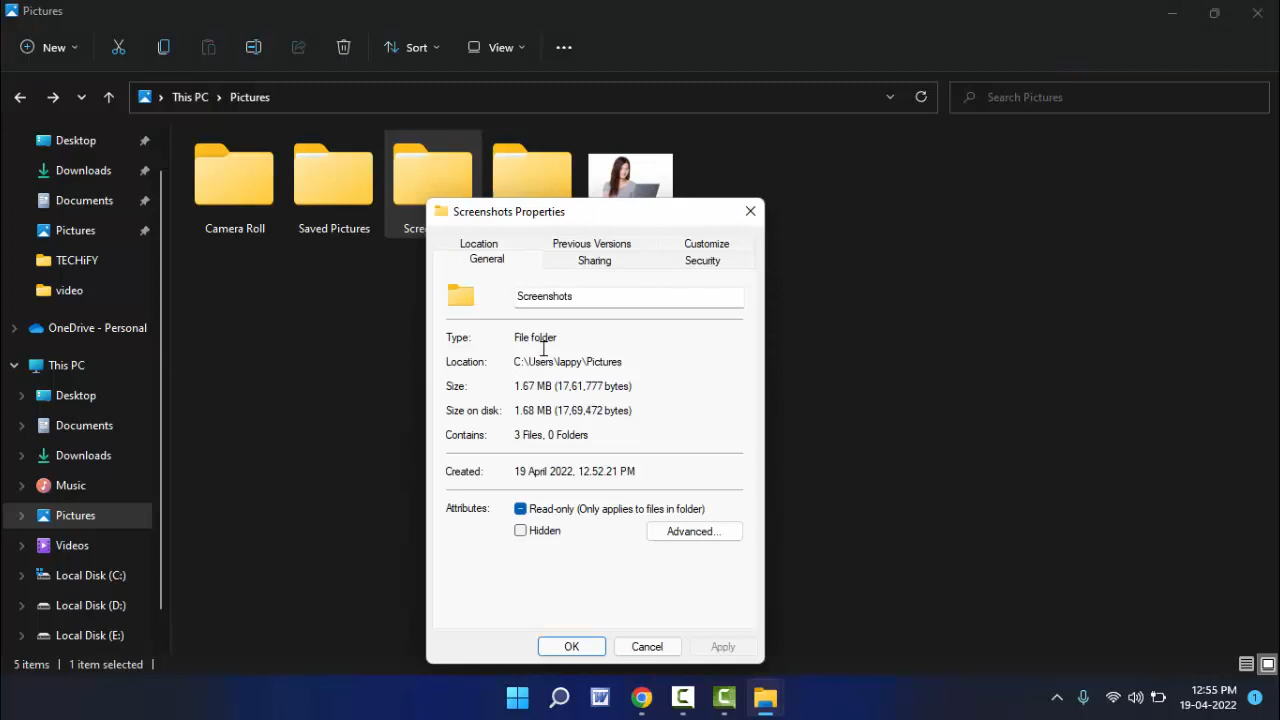 Pictures
New
Sort
View
This PC > Pictures
Search Pictures
Desktop
Downloads
Documents
Pictures
TECHiFY
video
OneDrive - Personal
This PC
Desktop
Documents
Downloads
Music
Pictures
Videos
Local Disk (C:)
Local Disk (D:)
Local Disk (E:)
Camera Roll
Saved Pictures
Screenshots Properties
Location
Previous Versions
Customize
General
Sharing
Security
Screenshots
Type: File folder
Location: C:\Users\lappy\Pictures
Size: 1.67 MB (17,61,777 bytes)
Size on disk: 1.68 MB (17,69,472 bytes)
Contains: 3 Files, 0 Folders
Created: 19 April 2022, 12.52.21 PM
Attributes: Read-only (Only applies to files in folder)
Hidden
Advanced...
OK
Cancel
Apply
5 items
1 item selected
12:55 PM
19-04-2022
1